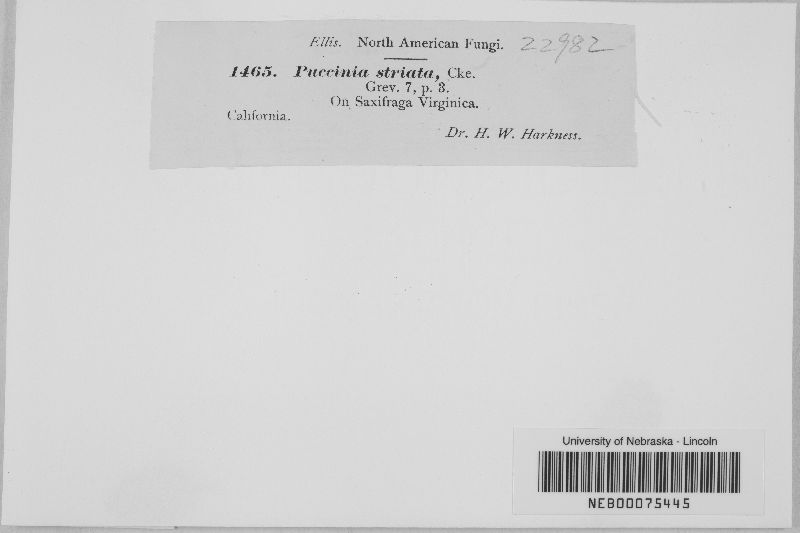 Ellis. North American Fungi. 22982
1465. Puccinia striata, Cke.
Grev. 7, p. 3.
On Saxifraga Virginica.
California.
Dr. H. W. Harkness.
University of Nebraska - Lincoln
NEB00075445